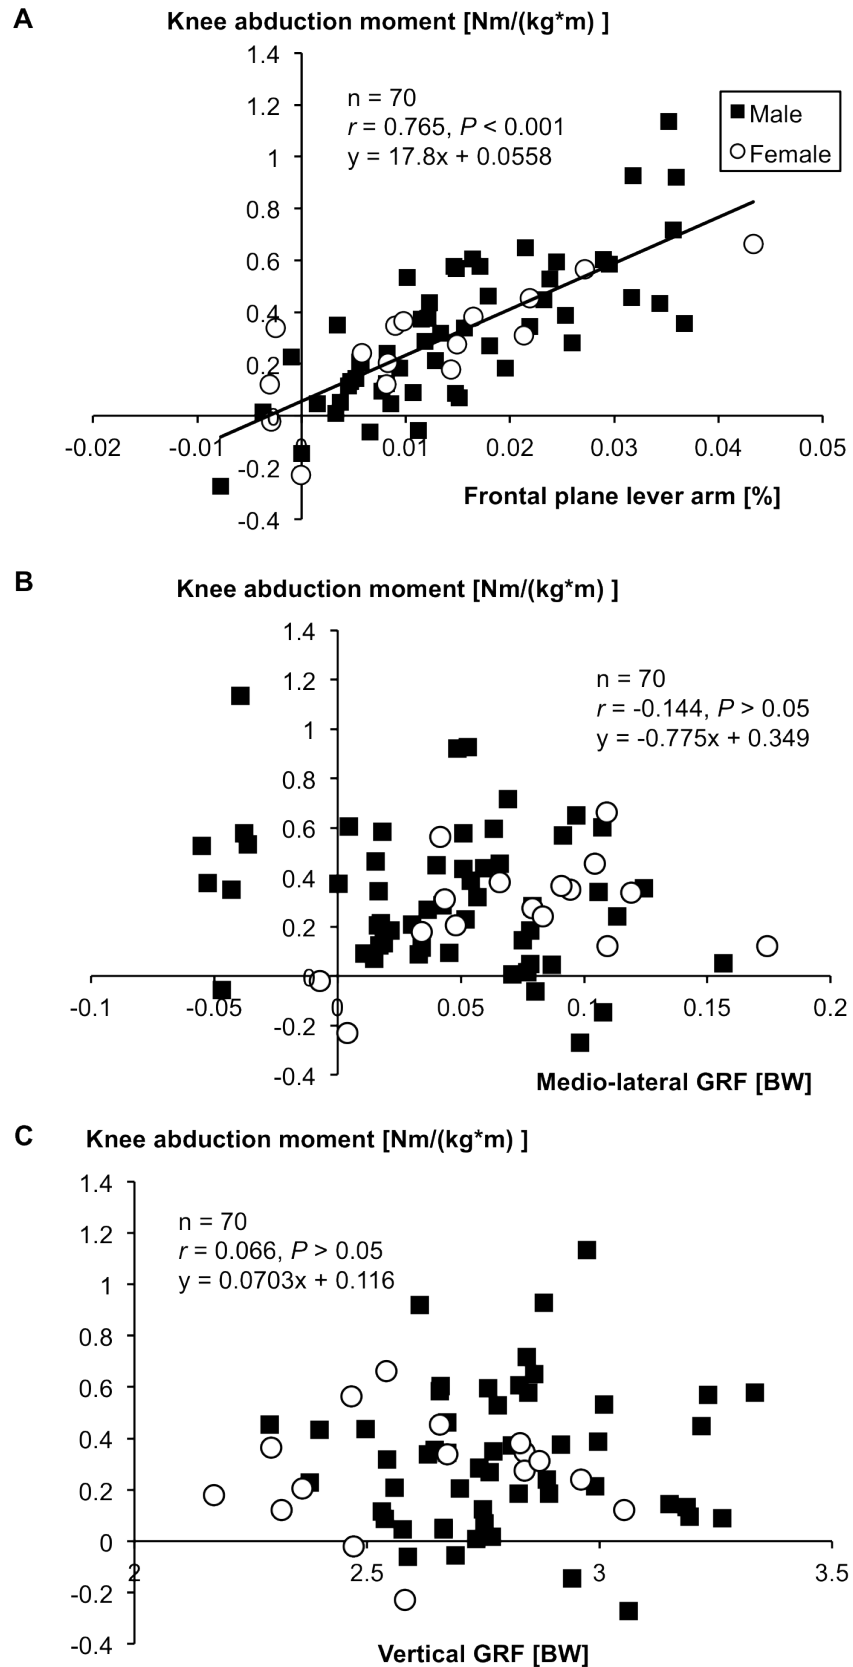 A
Knee abduction moment [Nm/(kg*m) ]
1.4
1.2
1
0.8
0.6
0.4
0.2
0
-0.2
-0.4
n = 70
r = 0.765, P < 0.001
y = 17.8x + 0.0558
Male
Female
-0.02 -0.01 0 0.01 0.02 0.03 0.04 0.05
Frontal plane lever arm [%]
B
Knee abduction moment [Nm/(kg*m) ]
1.4
1.2
1
0.8
0.6
0.4
0.2
0
-0.2
-0.4
n = 70
r = -0.144, P > 0.05
y = -0.775x + 0.349
-0.1 -0.05 0 0.05 0.1 0.15 0.2
Medio-lateral GRF [BW]
C
Knee abduction moment [Nm/(kg*m) ]
1.4
1.2
1
0.8
0.6
0.4
0.2
0
-0.2
-0.4
n = 70
r = 0.066, P > 0.05
y = 0.0703x + 0.116
2 2.5 3 3.5
Vertical GRF [BW]